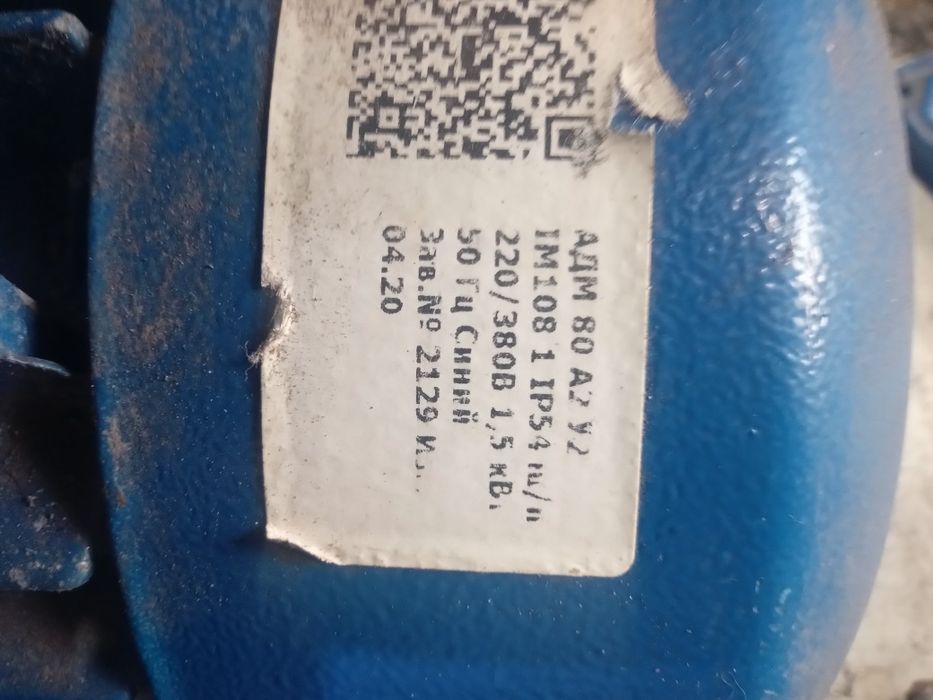 АДМ 80 А2 У2
IM108 1 IP54 ш/п
220/380В 1,5 кВ.
50 Гц Синий
Зав.№ 2129 И..
04.20